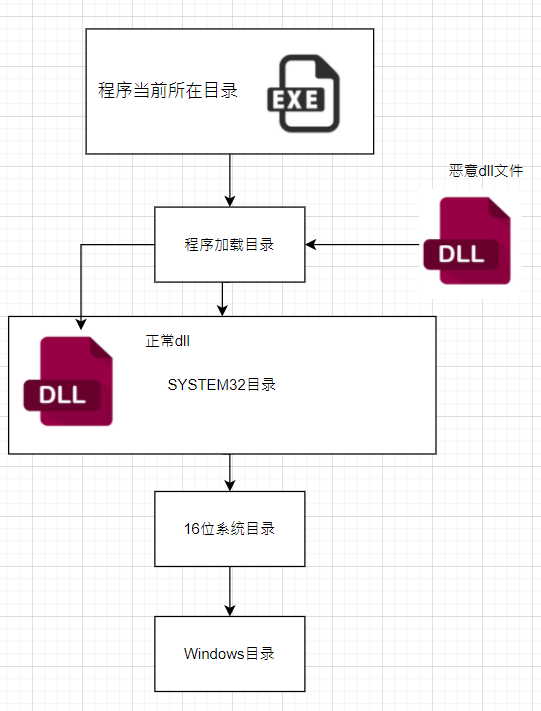 程序当前所在目录
EXE
恶意dll文件
程序加载目录
DLL
正常dll
DLL
SYSTEM32目录
16位系统目录
Windows目录